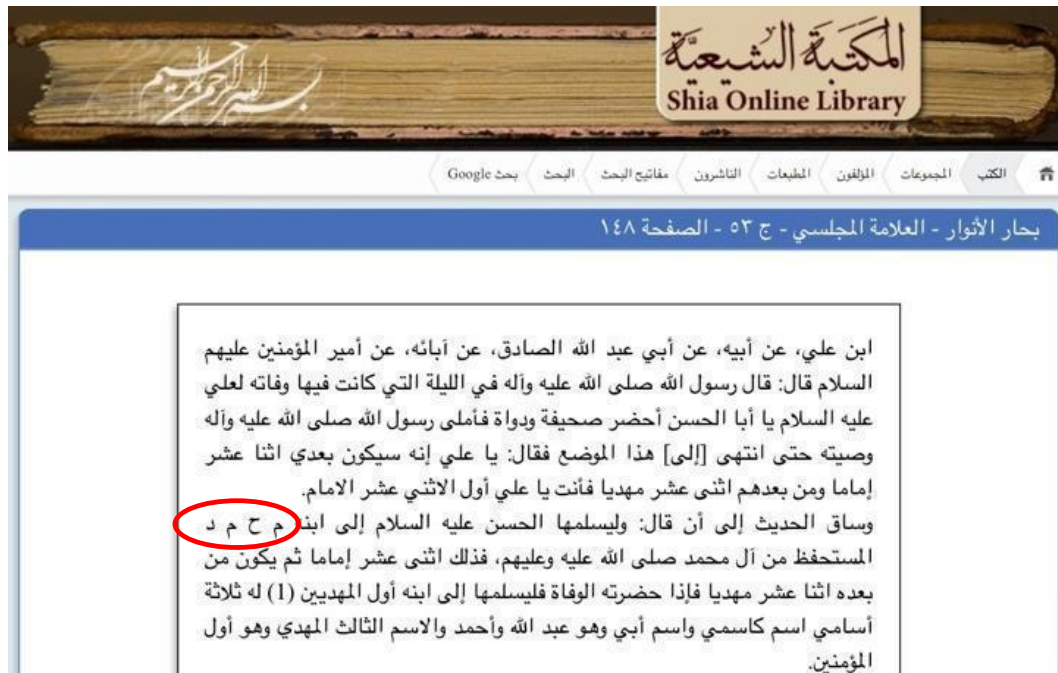 بسم الله الرحمن الرحيم
المكتبة الشيعية
Shia Online Library
الكتب
المجموعات
المؤلفون
الطبعات
الناشرون
مفاتيح البحث
البحث
بحث Google
بحار الأنوار - العلامة المجلسي - ج ٥٣ - الصفحة ١٤٨
ابن علي، عن أبيه، عن أبي عبد الله الصادق، عن آبائه، عن أمير المؤمنين عليهم
السلام قال: قال رسول الله صلى الله عليه وآله في الليلة التي كانت فيها وفاته لعلي
عليه السلام يا أبا الحسن أحضر صحيفة ودواة فأملى رسول الله صلى الله عليه وآله
وصيته حتى انتهى [إلى] هذا الموضع فقال: يا علي إنه سيكون بعدي اثنا عشر
إماما ومن بعدهم اثنى عشر مهديا فأنت يا علي أول الاثني عشر الامام.
وساق الحديث إلى أن قال: وليسلمها الحسن عليه السلام إلى ابنه م ح م د
المستحفظ من آل محمد صلى الله عليه وعليهم، فذلك اثنى عشر إماما ثم يكون من
بعده اثنا عشر مهديا فإذا حضرته الوفاة فليسلمها إلى ابنه أول المهديين (1) له ثلاثة
أسامي اسم كاسمي واسم أبي وهو عبد الله وأحمد والاسم الثالث المهدي وهو أول
المؤمنين.